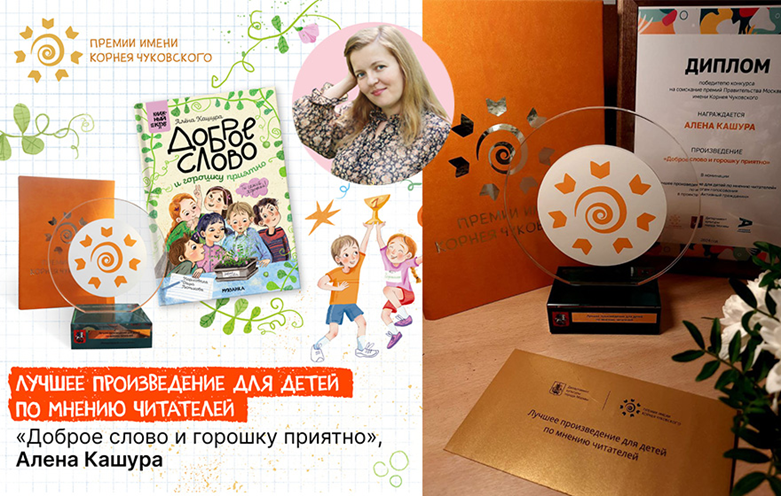 ПРЕМИИ ИМЕНИ
КОРНЕЯ ЧУКОВСКОГО
Алёна Кашура
ДОБРОЕ
СЛОВО
и горошку приятно
ЛУЧШЕЕ ПРОИЗВЕДЕНИЕ ДЛЯ ДЕТЕЙ
ПО МНЕНИЮ ЧИТАТЕЛЕЙ
«Доброе слово и горошку приятно»,
Алена Кашура
ПРЕМИИ ИМЕНИ
КОРНЕЯ ЧУКОВСКОГО
ДИПЛОМ
победителю конкурса
на соискание премий Правительства Москвы
имени Корнея Чуковского
НАГРАЖДАЕТСЯ
АЛЕНА КАШУРА
ПРОИЗВЕДЕНИЕ
«Доброе слово и горошку приятно»
В номинации
ПРЕМИИ ИМЕНИ
КОРНЕЯ ЧУКОВСКОГО
Лучшее произведение для детей
по мнению читателей